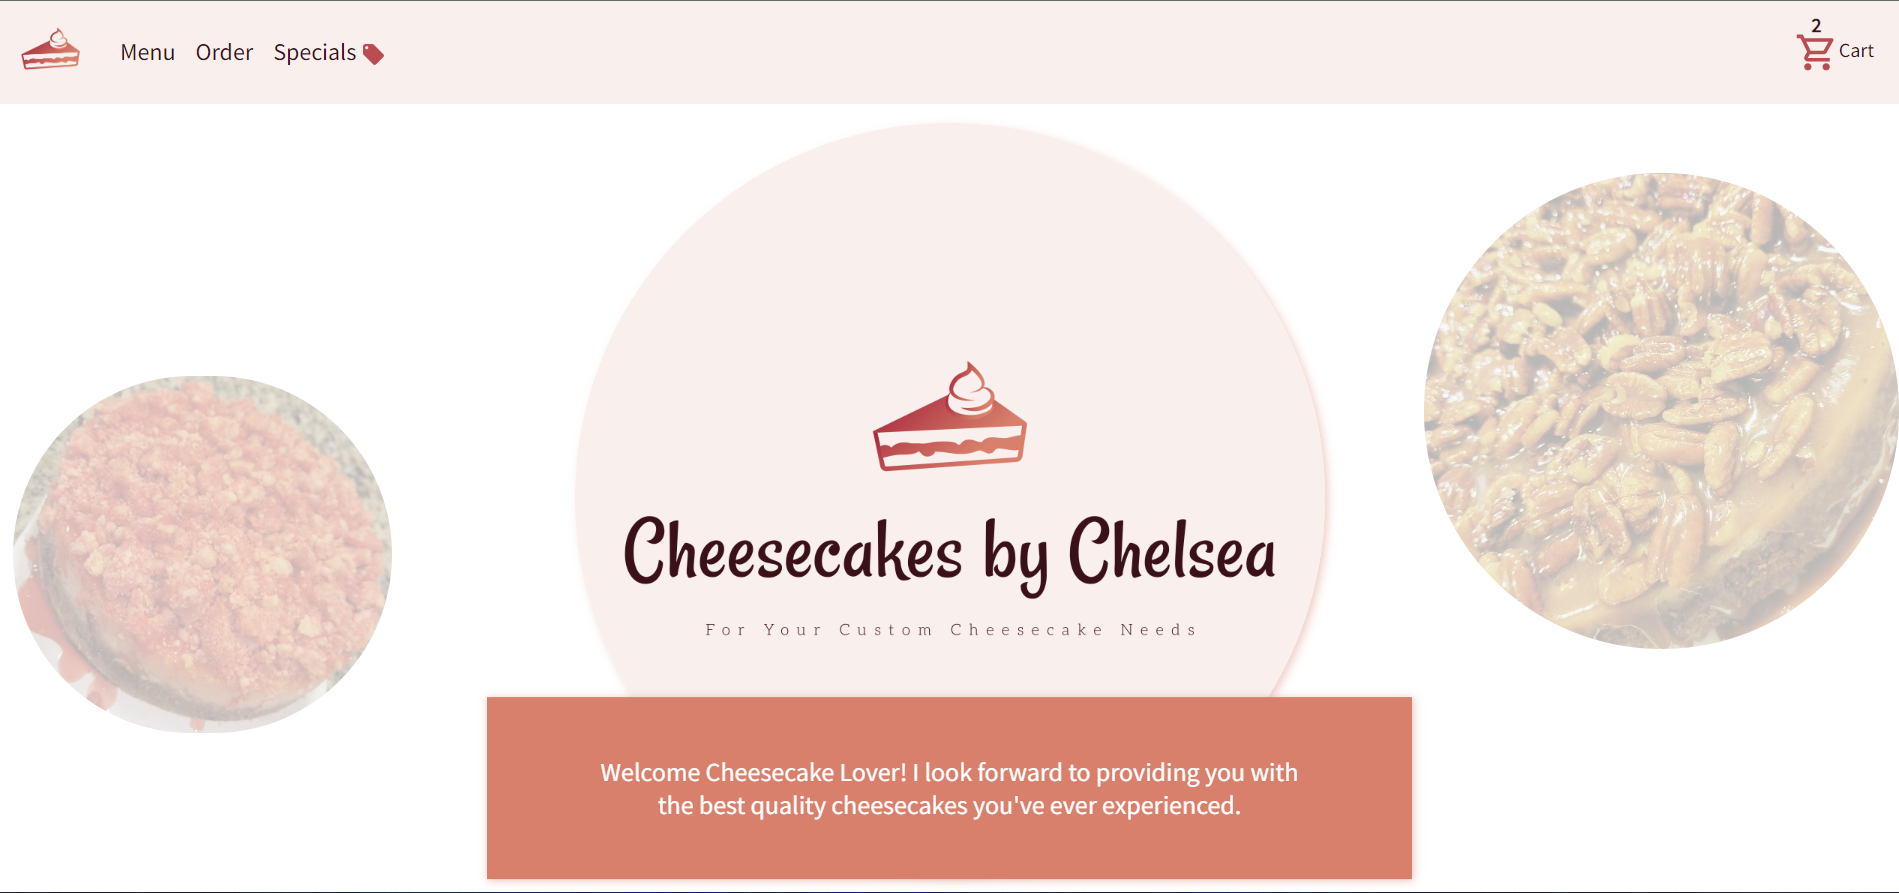 Menu Order Specials
2
Cart
Cheesecakes by Chelsea
For Your Custom Cheesecake Needs
Welcome Cheesecake Lover! I look forward to providing you with
the best quality cheesecakes you've ever experienced.